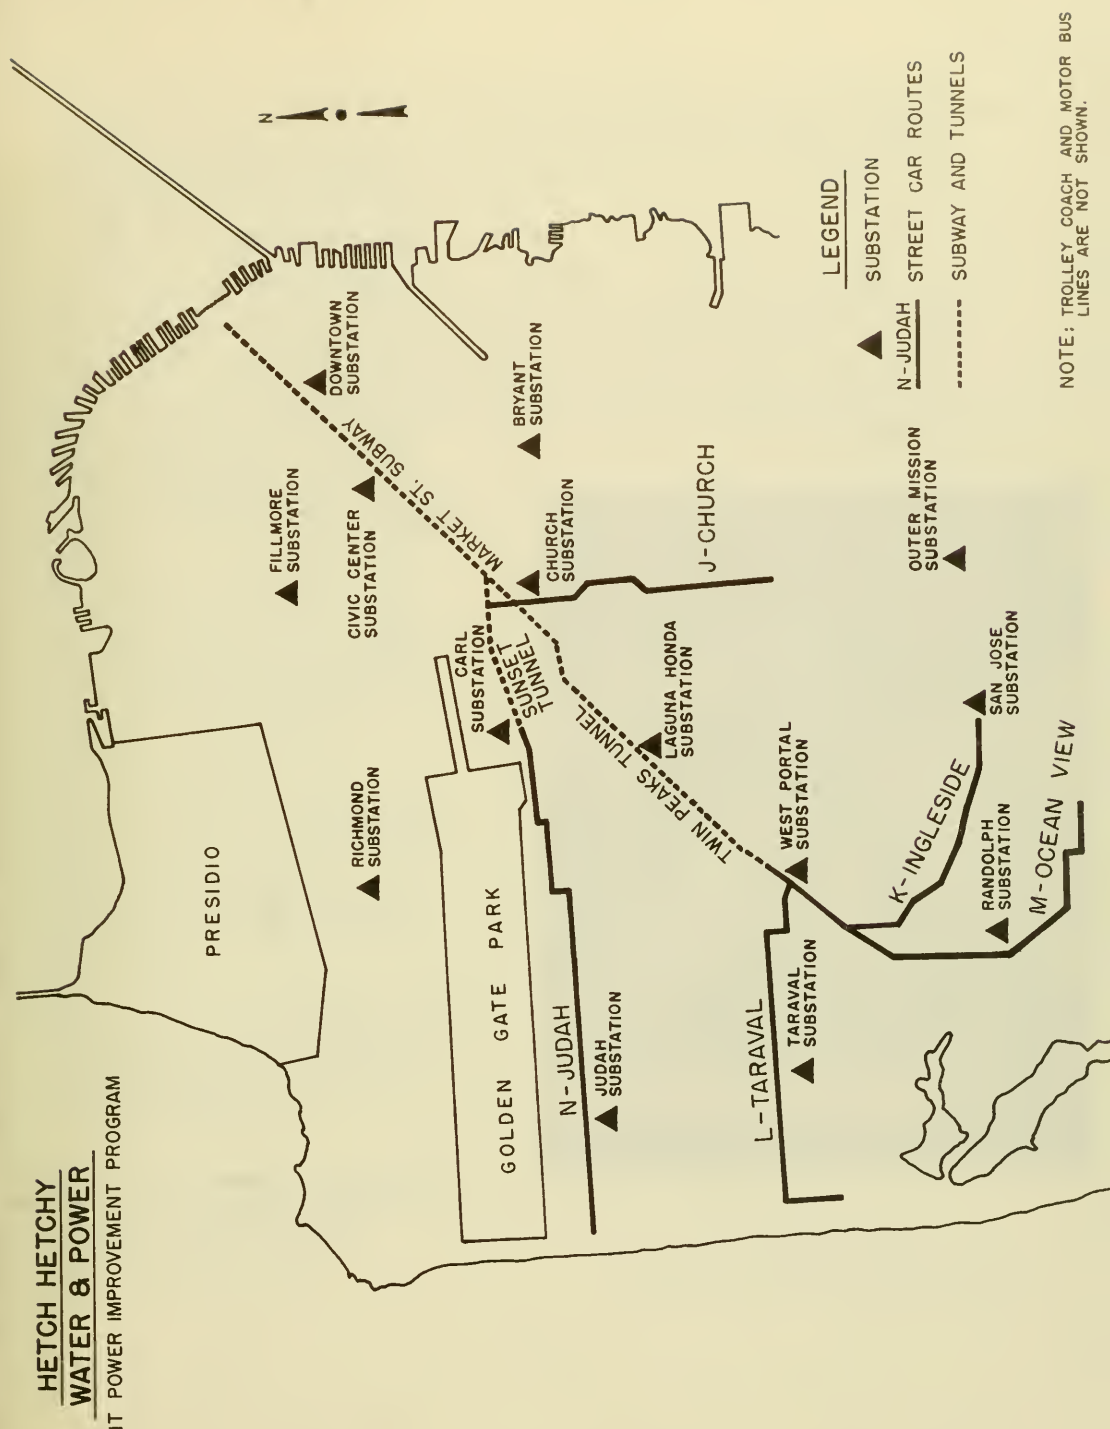 HETCH HETCHY
WATER & POWER
POWER IMPROVEMENT PROGRAM
N
PRESIDIO
FILLMORE
SUBSTATION
DOWNTOWN
SUBSTATION
RICHMOND
SUBSTATION
CIVIC CENTER
SUBSTATION
MARKET ST. SUBWAY
GOLDEN GATE PARK
CARL
SUBSTATION
SUNSET
TUNNEL
CHURCH
SUBSTATION
BRYANT
SUBSTATION
N-JUDAH
JUDAH
SUBSTATION
TWIN PEAKS TUNNEL
LAGUNA HONDA
SUBSTATION
J-CHURCH
L-TARAVAL
TARAVAL
SUBSTATION
WEST PORTAL
SUBSTATION
K-INGLESIDE
OUTER MISSION
SUBSTATION
SAN JOSE
SUBSTATION
RANDOLPH
SUBSTATION
M-OCEAN VIEW
LEGEND
SUBSTATION
N-JUDAH STREET CAR ROUTES
SUBWAY AND TUNNELS
NOTE: TROLLEY COACH AND MOTOR BUS
LINES ARE NOT SHOWN.